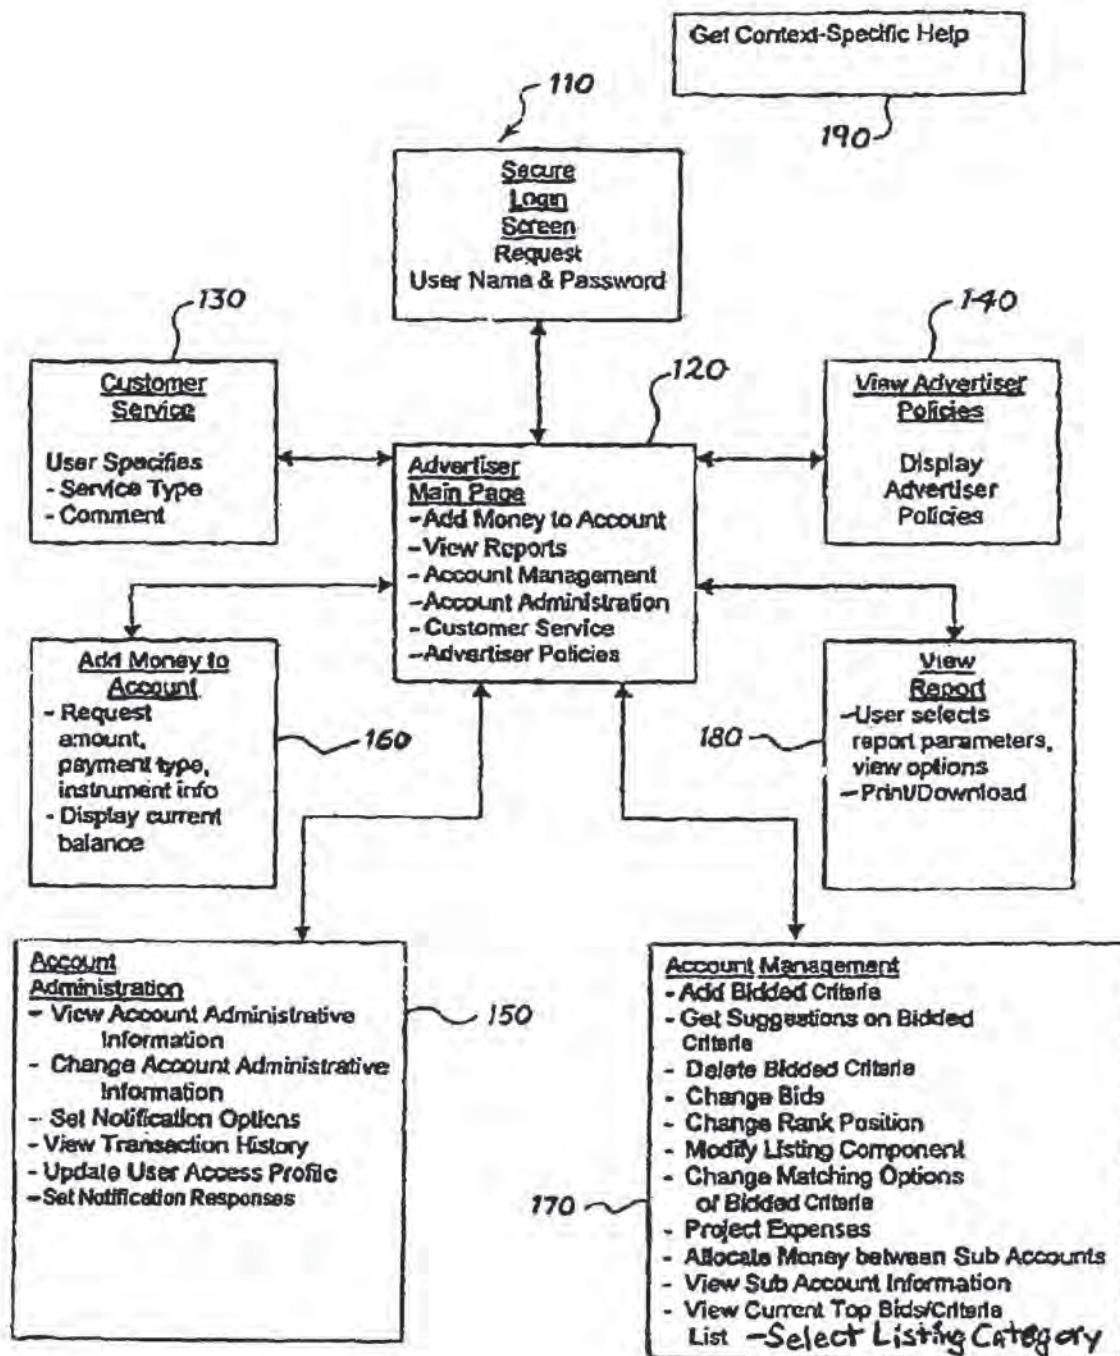 Get Context-Specific Help
190
110
Secure
Login
Screen
Request
User Name & Password
130
Customer
Service
User Specifies
- Service Type
- Comment
140
View Advertiser
Policies
Display
Advertiser
Policies
120
Advertiser
Main Page
-Add Money to Account
-View Reports
-Account Management
-Account Administration
-Customer Service
-Advertiser Policies
Add Money to
Account
- Request
amount,
payment type,
instrument info
- Display current
balance
160
180
View
Report
-User selects
report parameters,
view options
-Print/Download
Account
Administration
- View Account Administrative
Information
- Change Account Administrative
Information
- Set Notification Options
- View Transaction History
- Update User Access Profile
-Set Notification Responses
150
170
Account Management
- Add Bidded Criteria
- Get Suggestions on Bidded
Criteria
- Delete Bidded Criteria
- Change Bids
- Change Rank Position
- Modify Listing Component
- Change Matching Options
of Bidded Criteria
- Project Expenses
- Allocate Money between Sub Accounts
- View Sub Account Information
- View Current Top Bids/Criteria
List -Select Listing Category